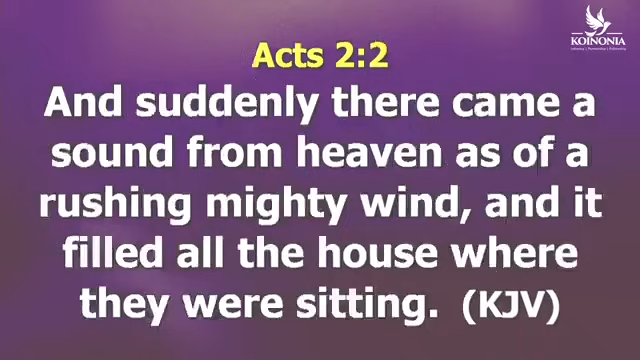 KOINONIA
Acts 2:2
And suddenly there came a
sound from heaven as of a
rushing mighty wind, and it
filled all the house where
they were sitting. (KJV)